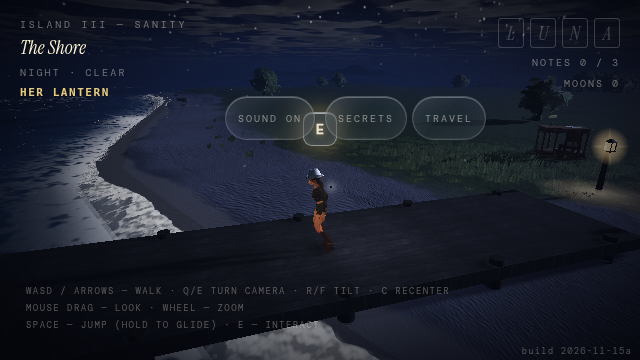 ISLAND III — SANITY
The Shore
NIGHT · CLEAR
HER LANTERN
L U N A
NOTES 0 / 3
MOONS 0
SOUND ON
E
SECRETS
TRAVEL
WASD / ARROWS — WALK · Q/E TURN CAMERA · R/F TILT · C RECENTER
MOUSE DRAG — LOOK · WHEEL — ZOOM
SPACE — JUMP (HOLD TO GLIDE) · E — INTERACT
build 2026-11-15a